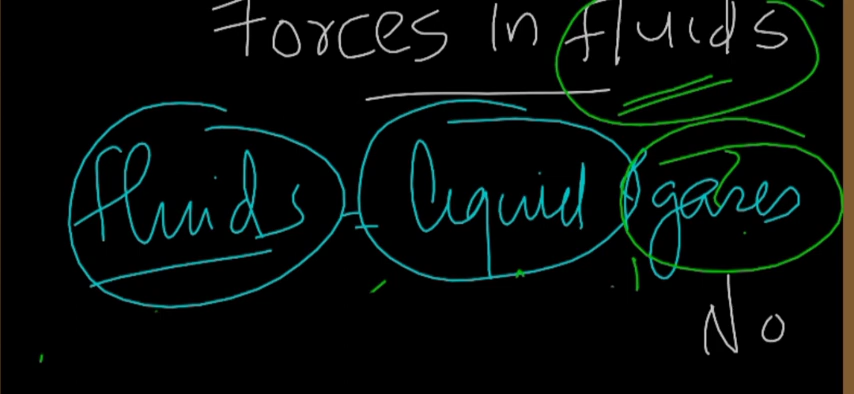 Forces in fluids
fluids - liquid gases
No